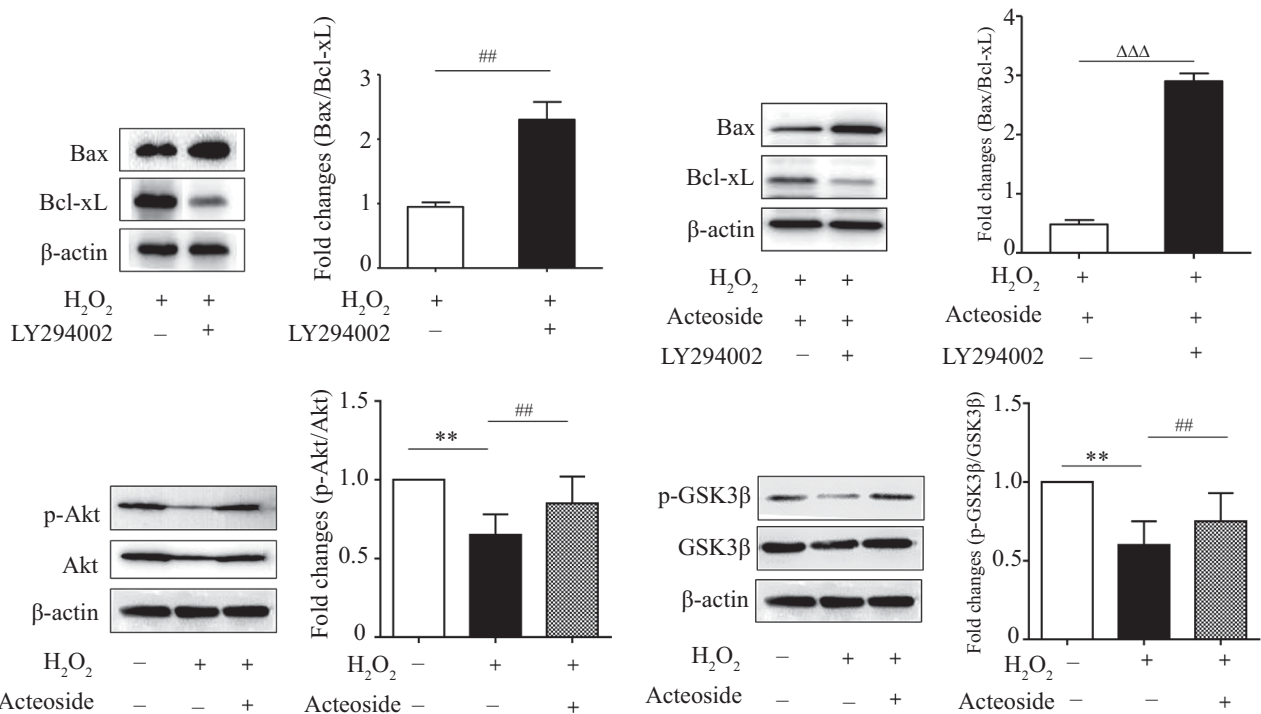 Bax
Bcl-xL
β-actin
H₂O₂ + +
LY294002 – +
Fold changes (Bax/Bcl-xL)
3
2
1
0
##
H₂O₂ + +
LY294002 – +
Bax
Bcl-xL
β-actin
H₂O₂ + +
Acteoside + +
LY294002 – +
Fold changes (Bax/Bcl-xL)
4
3
2
1
0
ΔΔΔ
H₂O₂ + +
Acteoside + +
LY294002 – +
p-Akt
Akt
β-actin
H₂O₂ – + +
Acteoside – – +
Fold changes (p-Akt/Akt)
1.5
1.0
0.5
0
**
##
H₂O₂ – + +
Acteoside – – +
p-GSK3β
GSK3β
β-actin
H₂O₂ – + +
Acteoside – – +
Fold changes (p-GSK3β/GSK3β)
1.5
1.0
0.5
0
**
##
H₂O₂ – + +
Acteoside – – +